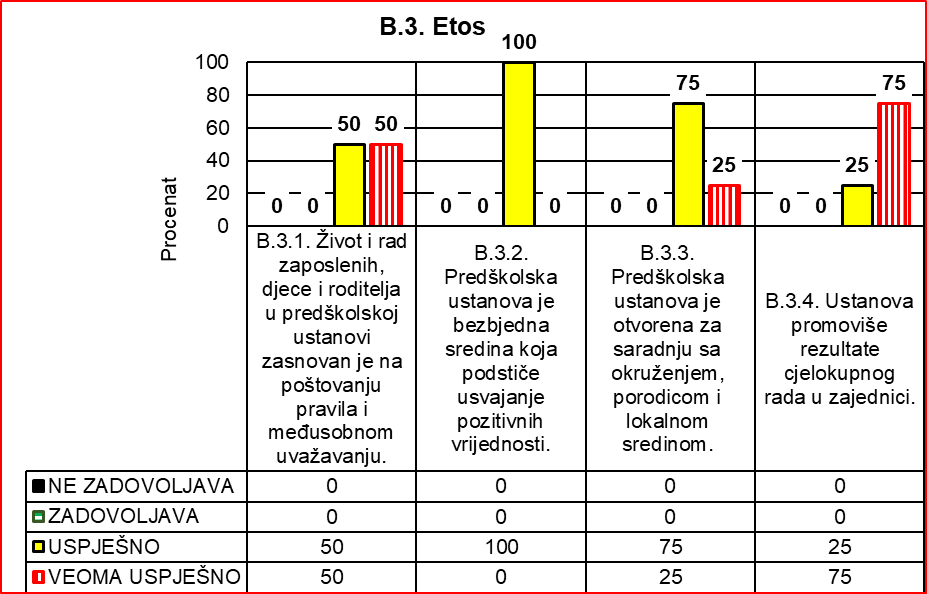 B.3. Etos
Procenat
100
80
60
40
20
0
0 0 50 50
0 0 100 0
0 0 75 25
0 0 25 75
B.3.1. Život i rad
zaposlenih,
djece i roditelja
u predškolskoj
ustanovi
zasnovan je na
poštovanju
pravila i
međusobnom
uvažavanju.
B.3.2.
Predškolska
ustanova je
bezbjedna
sredina koja
podstiče
usvajanje
pozitivnih
vrijednosti.
B.3.3.
Predškolska
ustanova je
otvorena za
saradnju sa
okruženjem,
porodicom i
lokalnom
sredinom.
B.3.4. Ustanova
promoviše
rezultate
cjelokupnog
rada u zajednici.
NE ZADOVOLJAVA 0 0 0 0
ZADOVOLJAVA 0 0 0 0
USPJEŠNO 50 100 75 25
VEOMA USPJEŠNO 50 0 25 75